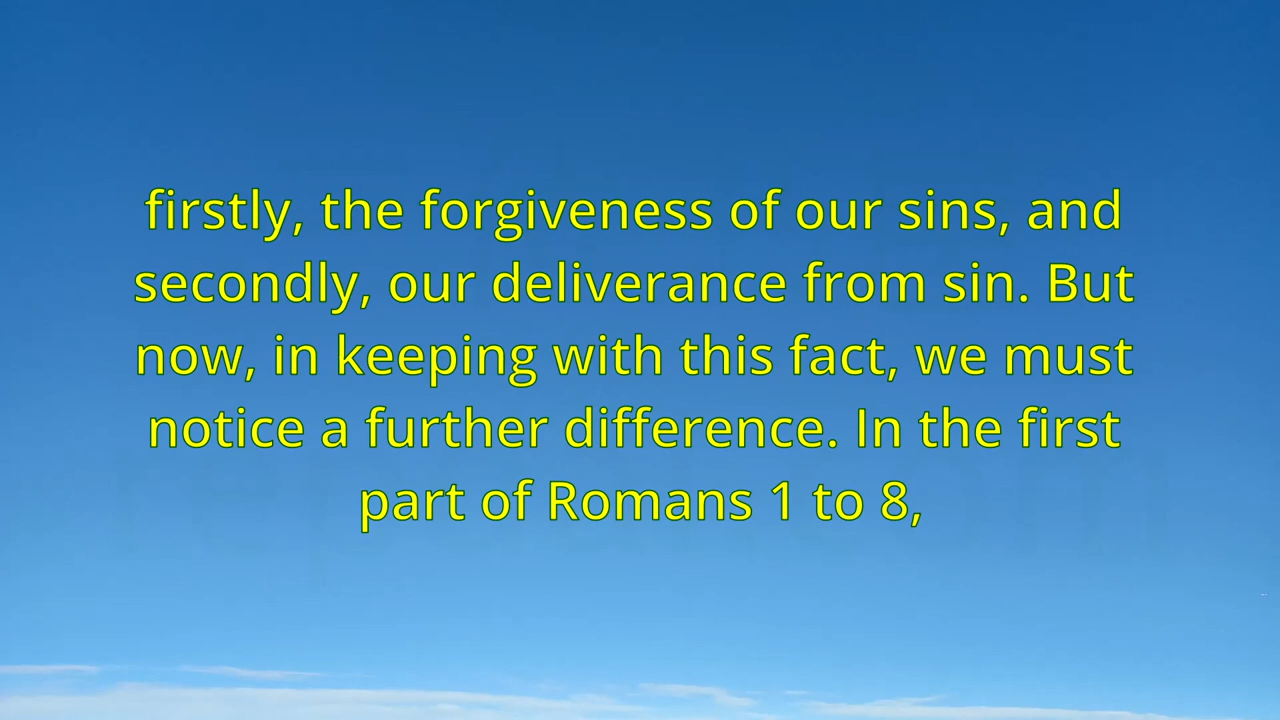 firstly, the forgiveness of our sins, and
secondly, our deliverance from sin. But
now, in keeping with this fact, we must
notice a further difference. In the first
part of Romans 1 to 8,